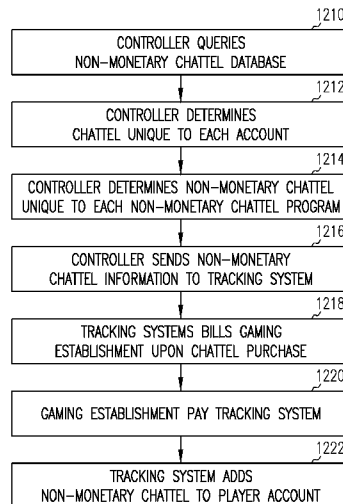 1210
CONTROLLER QUERIES
NON-MONETARY CHATTEL DATABASE
1212
CONTROLLER DETERMINES
CHATTEL UNIQUE TO EACH ACCOUNT
1214
CONTROLLER DETERMINES NON-MONETARY CHATTEL
UNIQUE TO EACH NON-MONETARY CHATTEL PROGRAM
1216
CONTROLLER SENDS NON-MONETARY
CHATTEL INFORMATION TO TRACKING SYSTEM
1218
TRACKING SYSTEMS BILLS GAMING
ESTABLISHMENT UPON CHATTEL PURCHASE
1220
GAMING ESTABLISHMENT PAY TRACKING SYSTEM
1222
TRACKING SYSTEM ADDS
NON-MONETARY CHATTEL TO PLAYER ACCOUNT